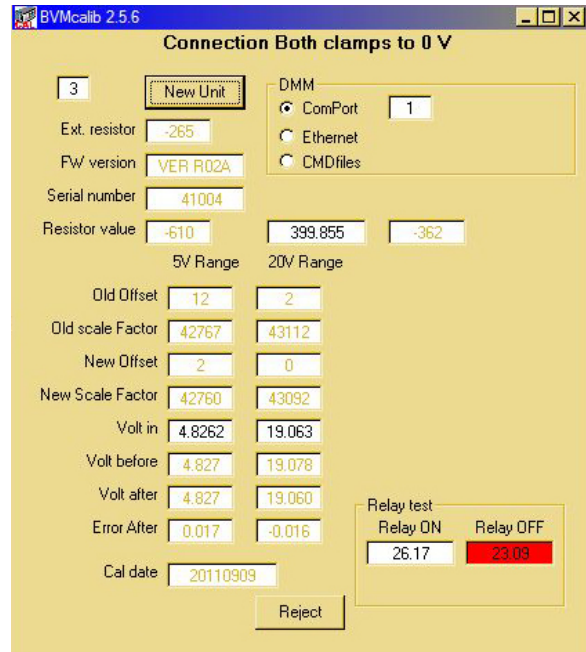 CAL BVMcalib 2.5.6
Connection Both clamps to 0 V
3 New Unit
DMM
ComPort 1
Ethernet
CMDfiles
Ext. resistor -265
FW version VER R02A
Serial number 41004
Resistor value -610 399.855 -362
5V Range 20V Range
Old Offset 12 2
Old scale Factor 42767 43112
New Offset 2 0
New Scale Factor 42760 43092
Volt in 4.8262 19.063
Volt before 4.827 19.078
Volt after 4.827 19.060
Error After 0.017 -0.016
Relay test
Relay ON Relay OFF
26.17 23.09
Cal date 20110909
Reject